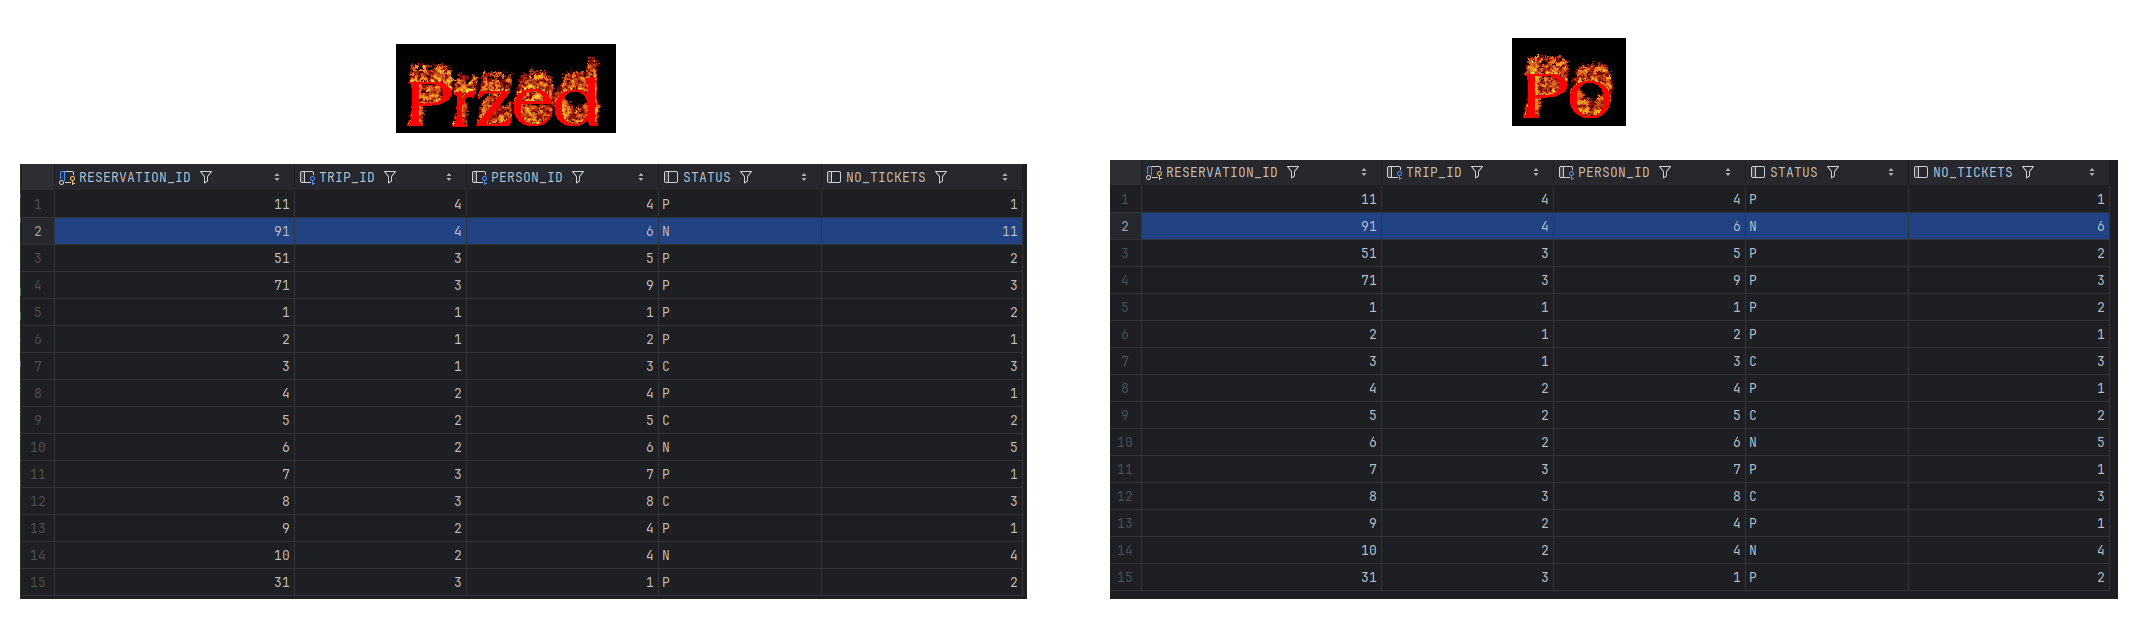 Przed
RESERVATION_ID TRIP_ID PERSON_ID STATUS NO_TICKETS
1 11 4 4 P 1
2 91 4 6 N 11
3 51 3 5 P 2
4 71 3 9 P 3
5 1 1 1 P 2
6 2 1 2 P 1
7 3 1 3 C 3
8 4 2 4 P 1
9 5 2 5 C 2
10 6 2 6 N 5
11 7 3 7 P 1
12 8 3 8 C 3
13 9 2 4 P 1
14 10 2 4 N 4
15 31 3 1 P 2
Po
RESERVATION_ID TRIP_ID PERSON_ID STATUS NO_TICKETS
1 11 4 4 P 1
2 91 4 6 N 6
3 51 3 5 P 2
4 71 3 9 P 3
5 1 1 1 P 2
6 2 1 2 P 1
7 3 1 3 C 3
8 4 2 4 P 1
9 5 2 5 C 2
10 6 2 6 N 5
11 7 3 7 P 1
12 8 3 8 C 3
13 9 2 4 P 1
14 10 2 4 N 4
15 31 3 1 P 2